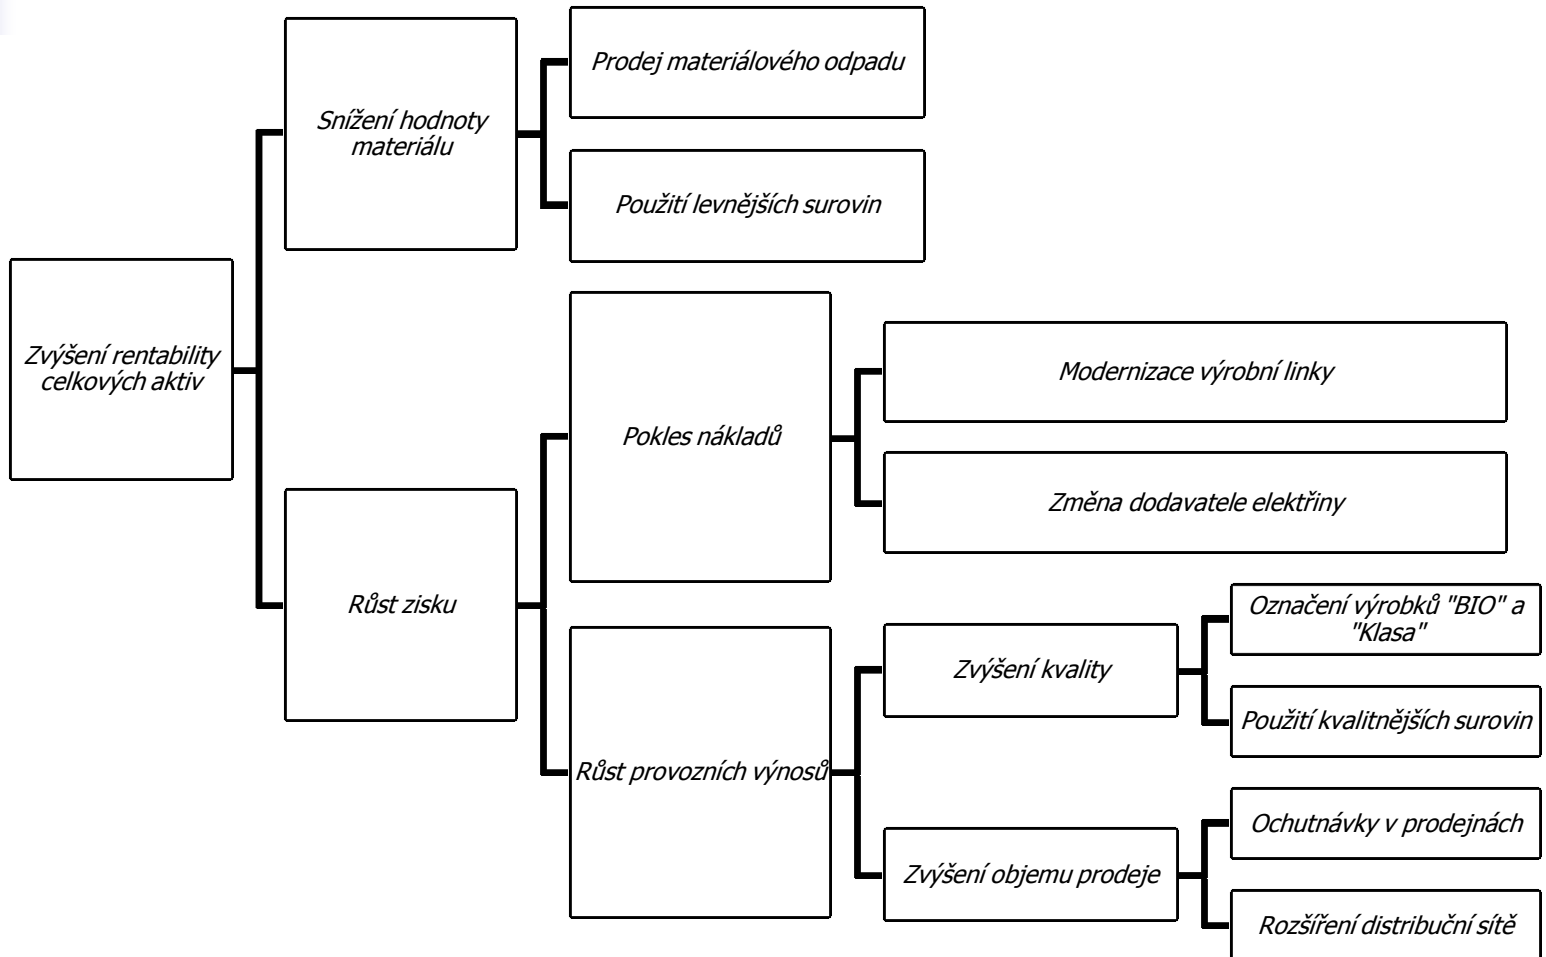 Prodej materiálového odpadu
Snížení hodnoty
materiálu
Použití levnějších surovin
Zvýšení rentability
celkových aktiv
Modernizace výrobní linky
Pokles nákladů
Změna dodavatele elektřiny
Růst zisku
Označení výrobků "BIO" a
"Klasa"
Zvýšení kvality
Použití kvalitnějších surovin
Růst provozních výnosů
Ochutnávky v prodejnách
Zvýšení objemu prodeje
Rozšíření distribuční sítě